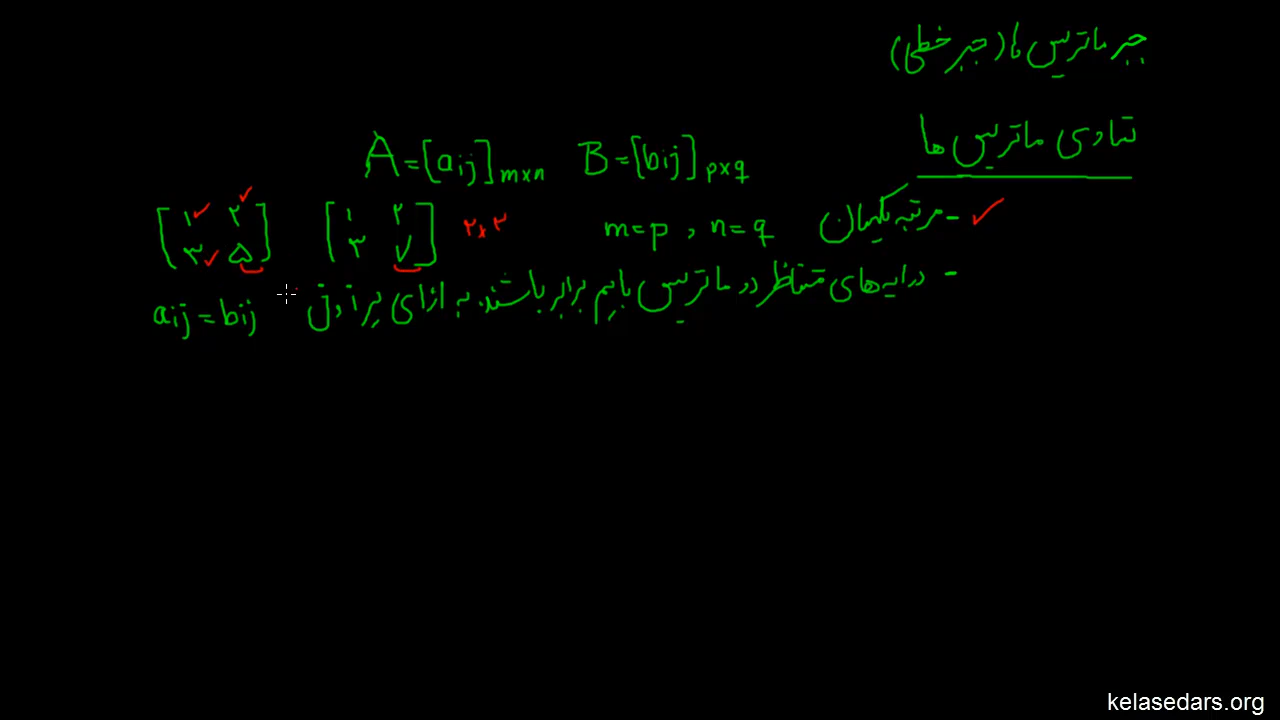 جبر ماتریس ها (جبر خطی)
تساوی ماتریس ها
A = [aij]m×n B = [bij]p×q
- مرتبه یکسان m=p , n=q ✓
[۱ ✓ ۲ ✓
۳ ✓ ۵] [۱ ۲
۳ ۷] ۲×۲
- درایه های متناظر دو ماتریس باهم برابر باشند. به ازای هر i و j
aij = bij
kelasedars.org